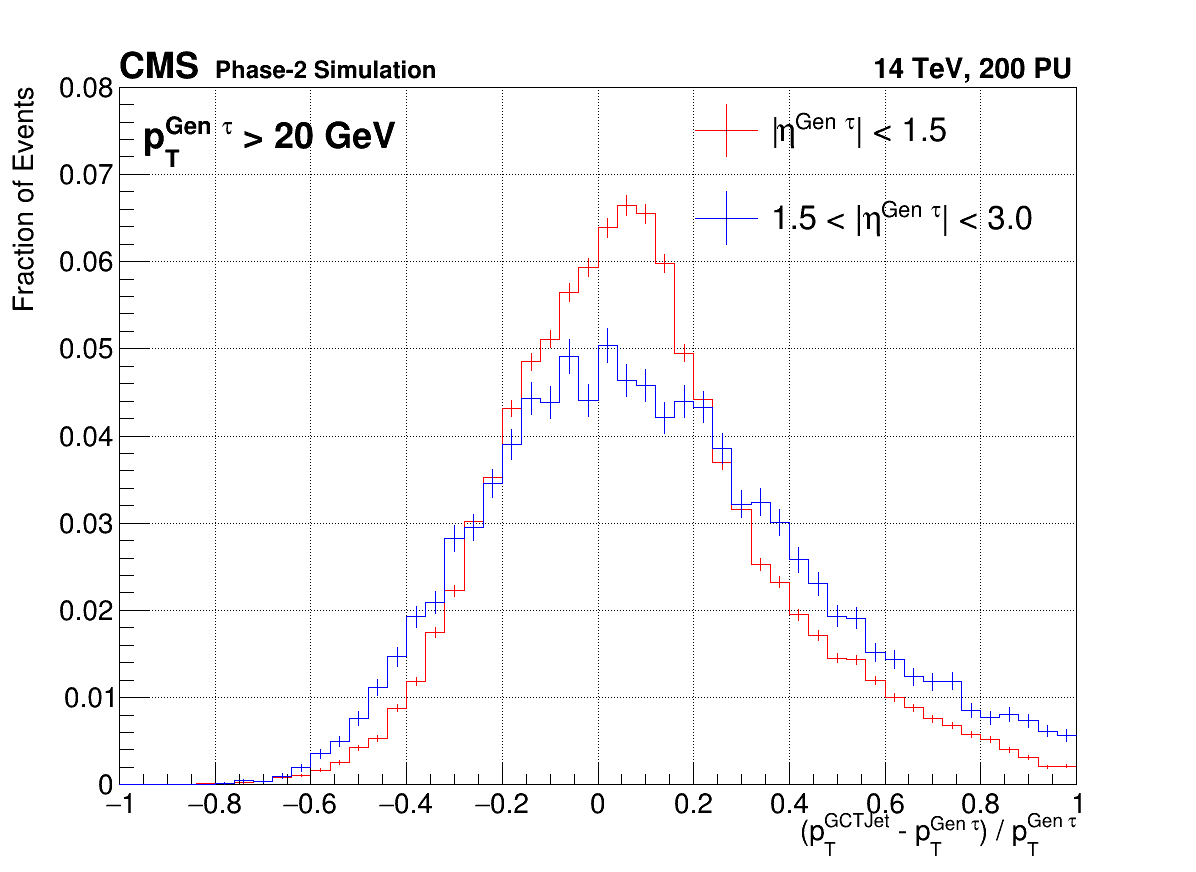 CMS Phase-2 Simulation 14 TeV, 200 PU
Fraction of Events
p_T^Gen τ > 20 GeV
|η^Gen τ| < 1.5
1.5 < |η^Gen τ| < 3.0
0.08
0.07
0.06
0.05
0.04
0.03
0.02
0.01
0
−1 −0.8 −0.6 −0.4 −0.2 0 0.2 0.4 0.6 0.8 1
(p_T^GCTJet - p_T^Gen τ) / p_T^Gen τ